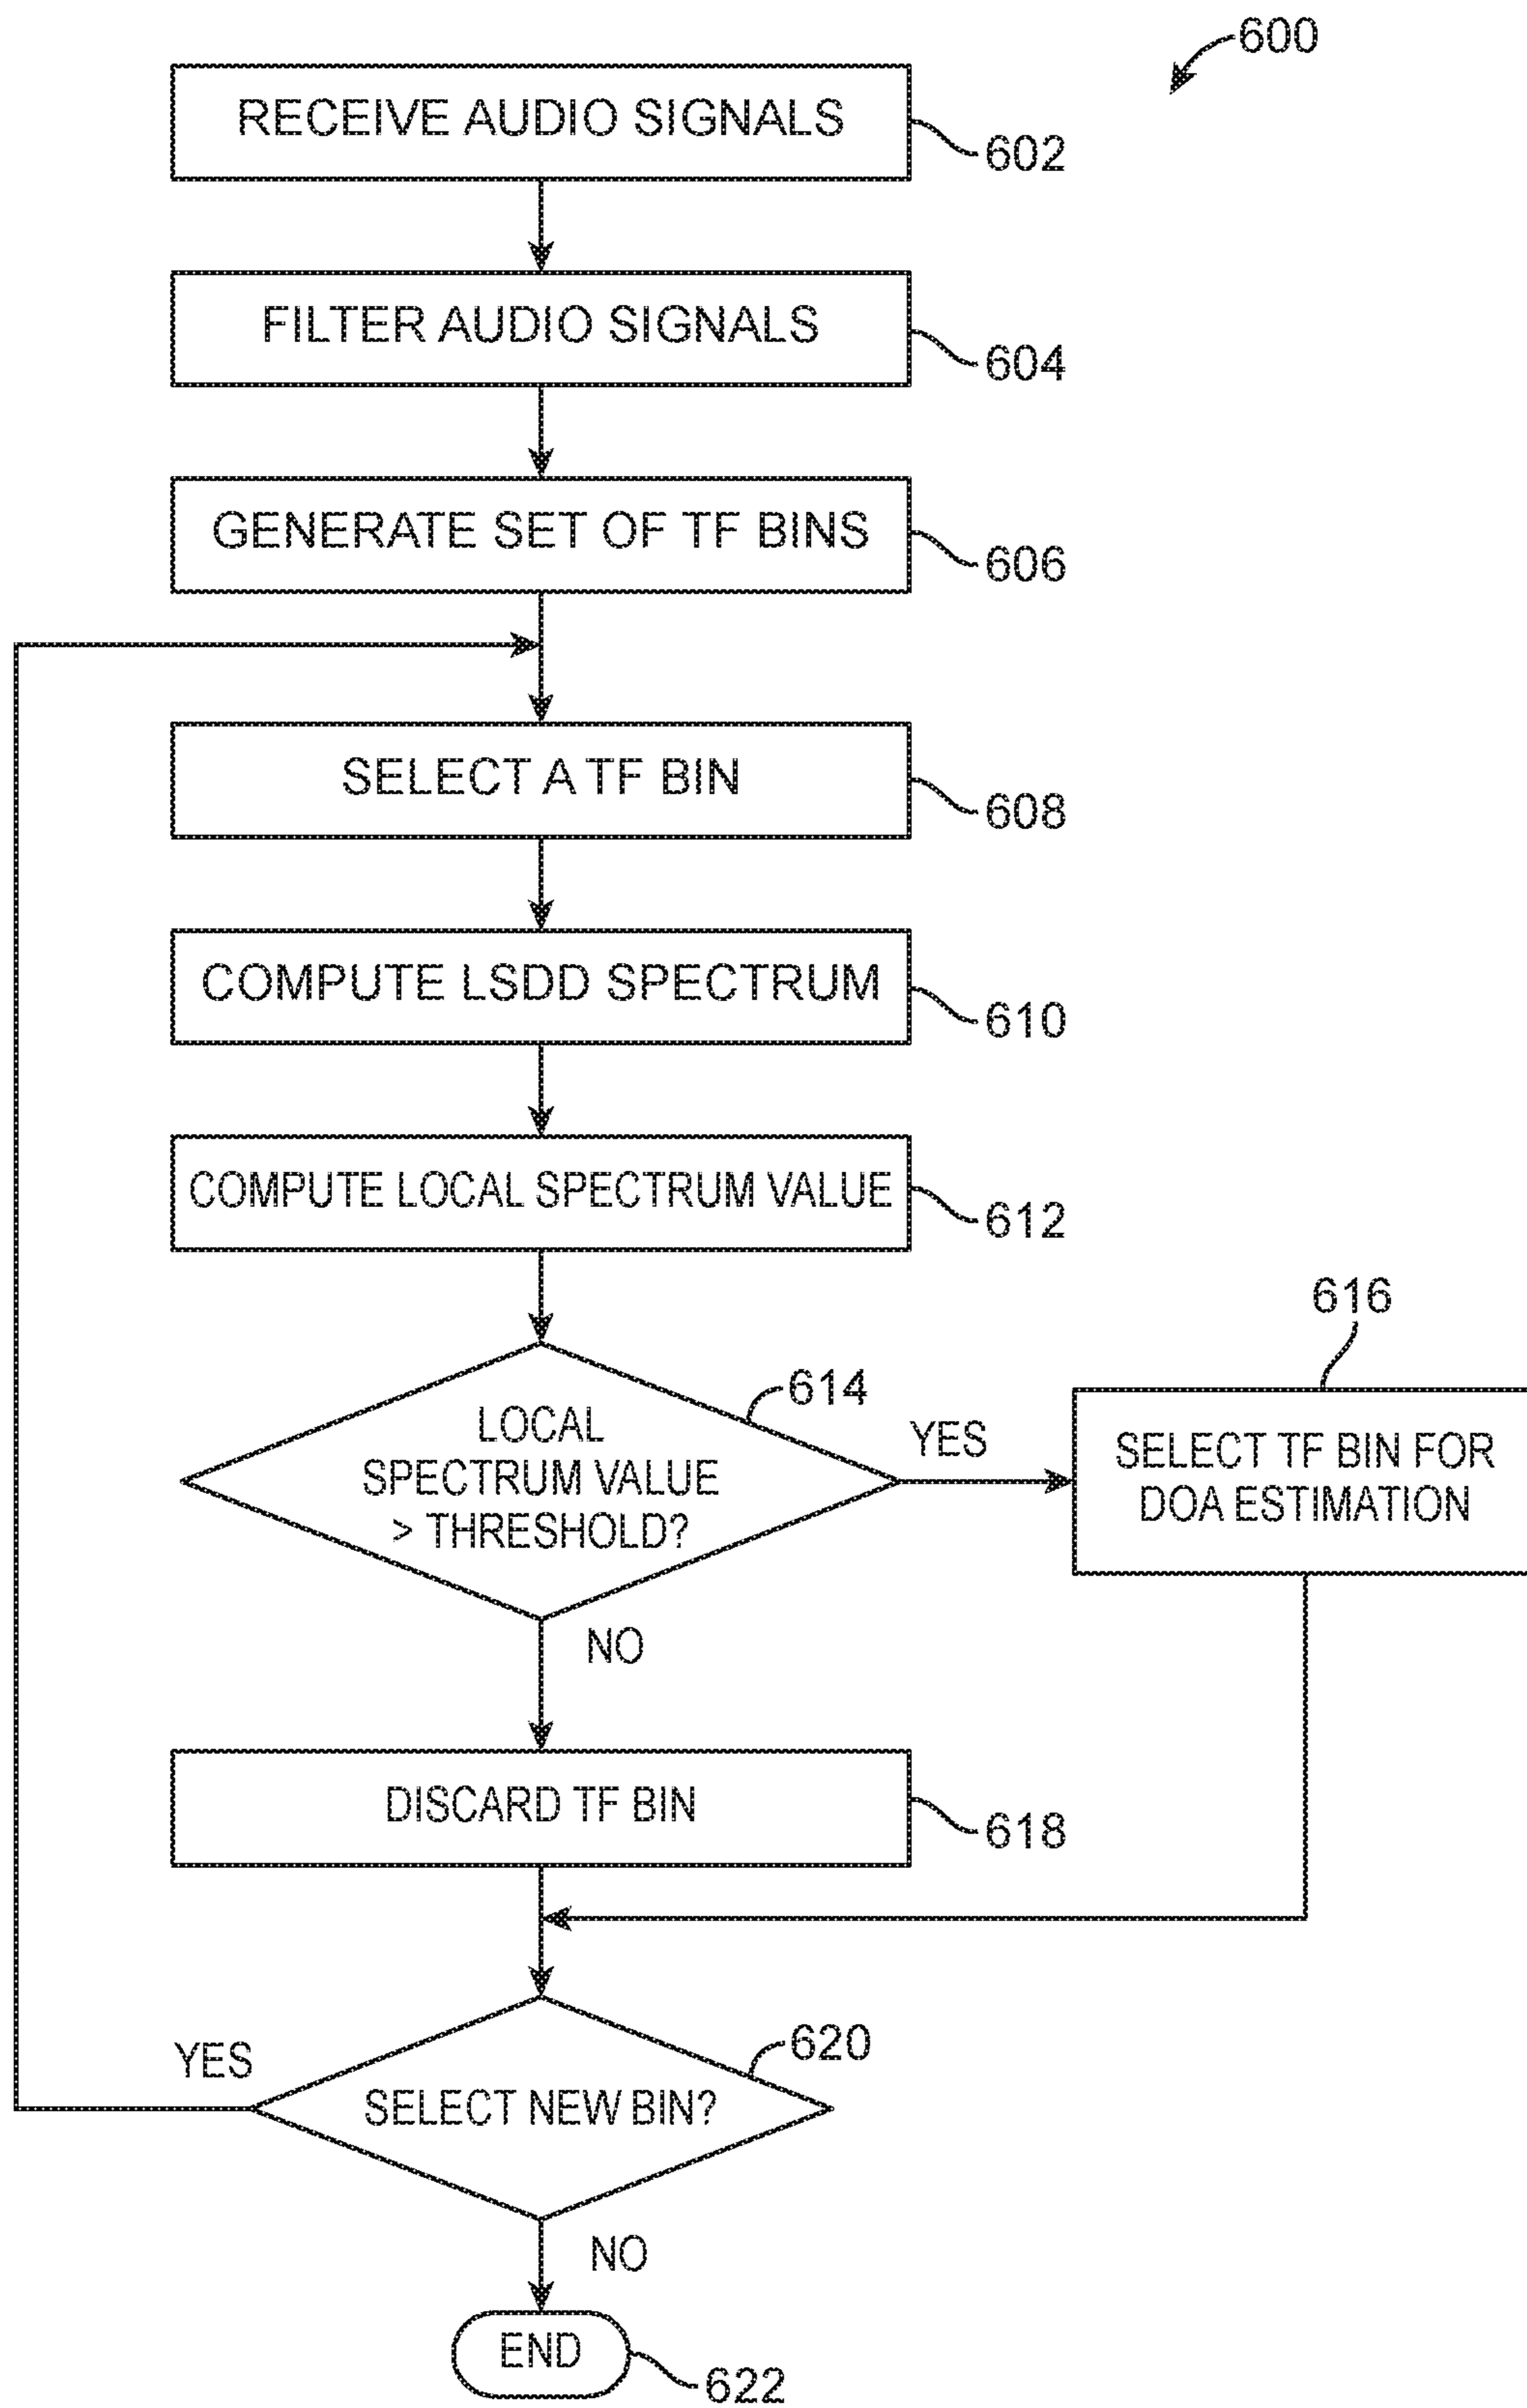 600
RECEIVE AUDIO SIGNALS
602
FILTER AUDIO SIGNALS
604
GENERATE SET OF TF BINS
606
SELECT A TF BIN
608
COMPUTE LSDD SPECTRUM
610
COMPUTE LOCAL SPECTRUM VALUE
612
614
LOCAL
SPECTRUM VALUE
> THRESHOLD?
YES
616
SELECT TF BIN FOR
DOA ESTIMATION
NO
DISCARD TF BIN
618
YES
620
SELECT NEW BIN?
NO
END
622